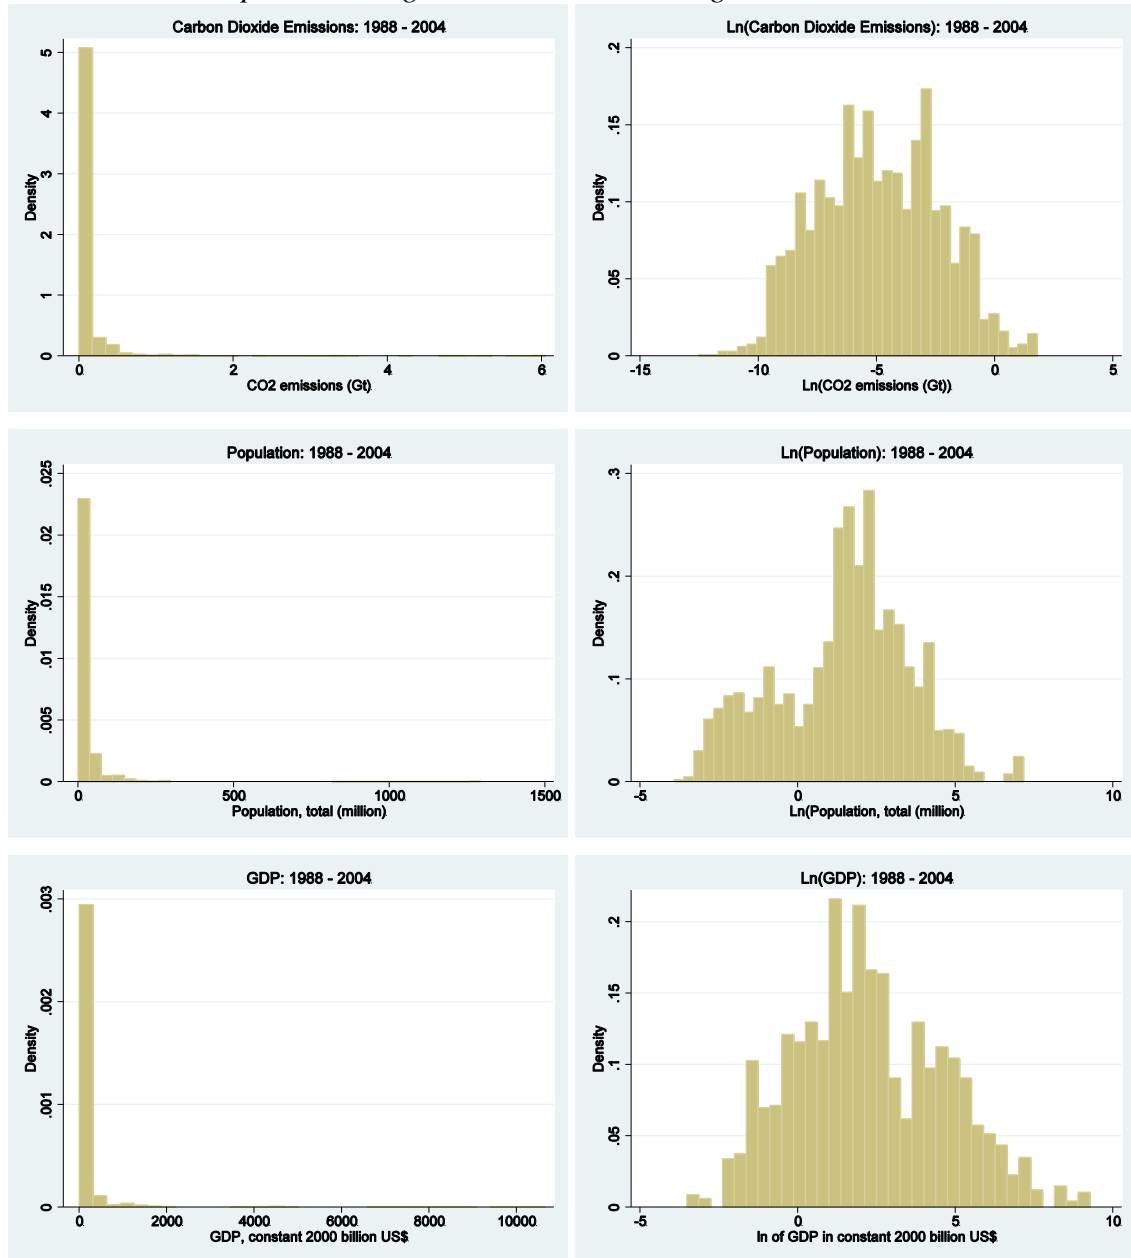 Carbon Dioxide Emissions: 1988 - 2004
Density
0 1 2 3 4 5
0 2 4 6
CO2 emissions (Gt)
Ln(Carbon Dioxide Emissions): 1988 - 2004
Density
0 .05 .1 .15 .2
-15 -10 -5 0 5
Ln(CO2 emissions (Gt))
Population: 1988 - 2004
Density
0 .005 .01 .015 .02 .025
0 500 1000 1500
Population, total (million)
Ln(Population): 1988 - 2004
Density
0 .1 .2 .3
-5 0 5 10
Ln(Population, total (million)
GDP: 1988 - 2004
Density
0 .001 .002 .003
0 2000 4000 6000 8000 10000
GDP, constant 2000 billion US$
Ln(GDP): 1988 - 2004
Density
0 .05 .1 .15 .2
-5 0 5 10
ln of GDP in constant 2000 billion US$